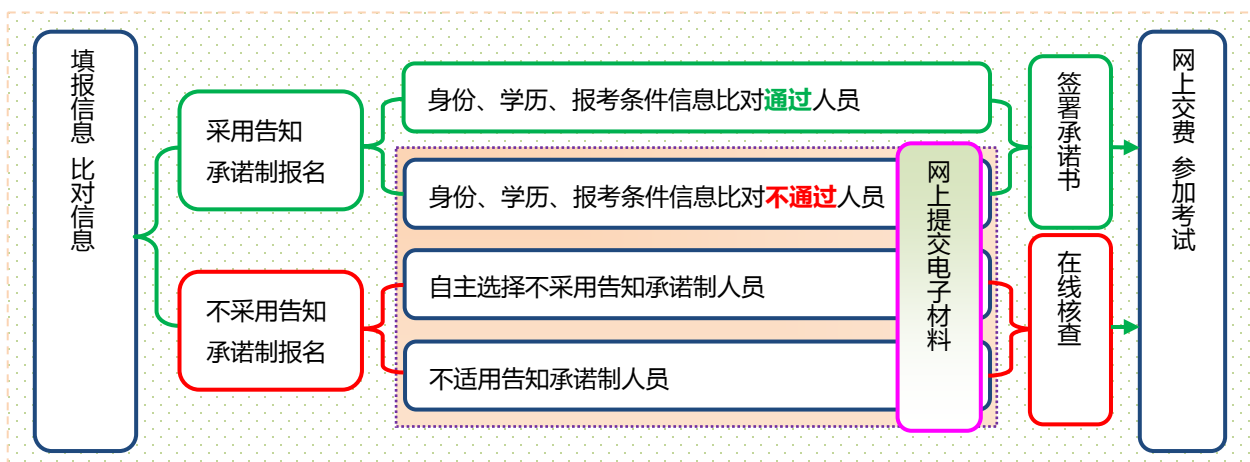 填报信息 比对信息
采用告知
承诺制报名
不采用告知
承诺制报名
身份、学历、报考条件信息比对通过人员
身份、学历、报考条件信息比对不通过人员
自主选择不采用告知承诺制人员
不适用告知承诺制人员
网上提交电子材料
签署承诺书
在线核查
网上交费 参加考试